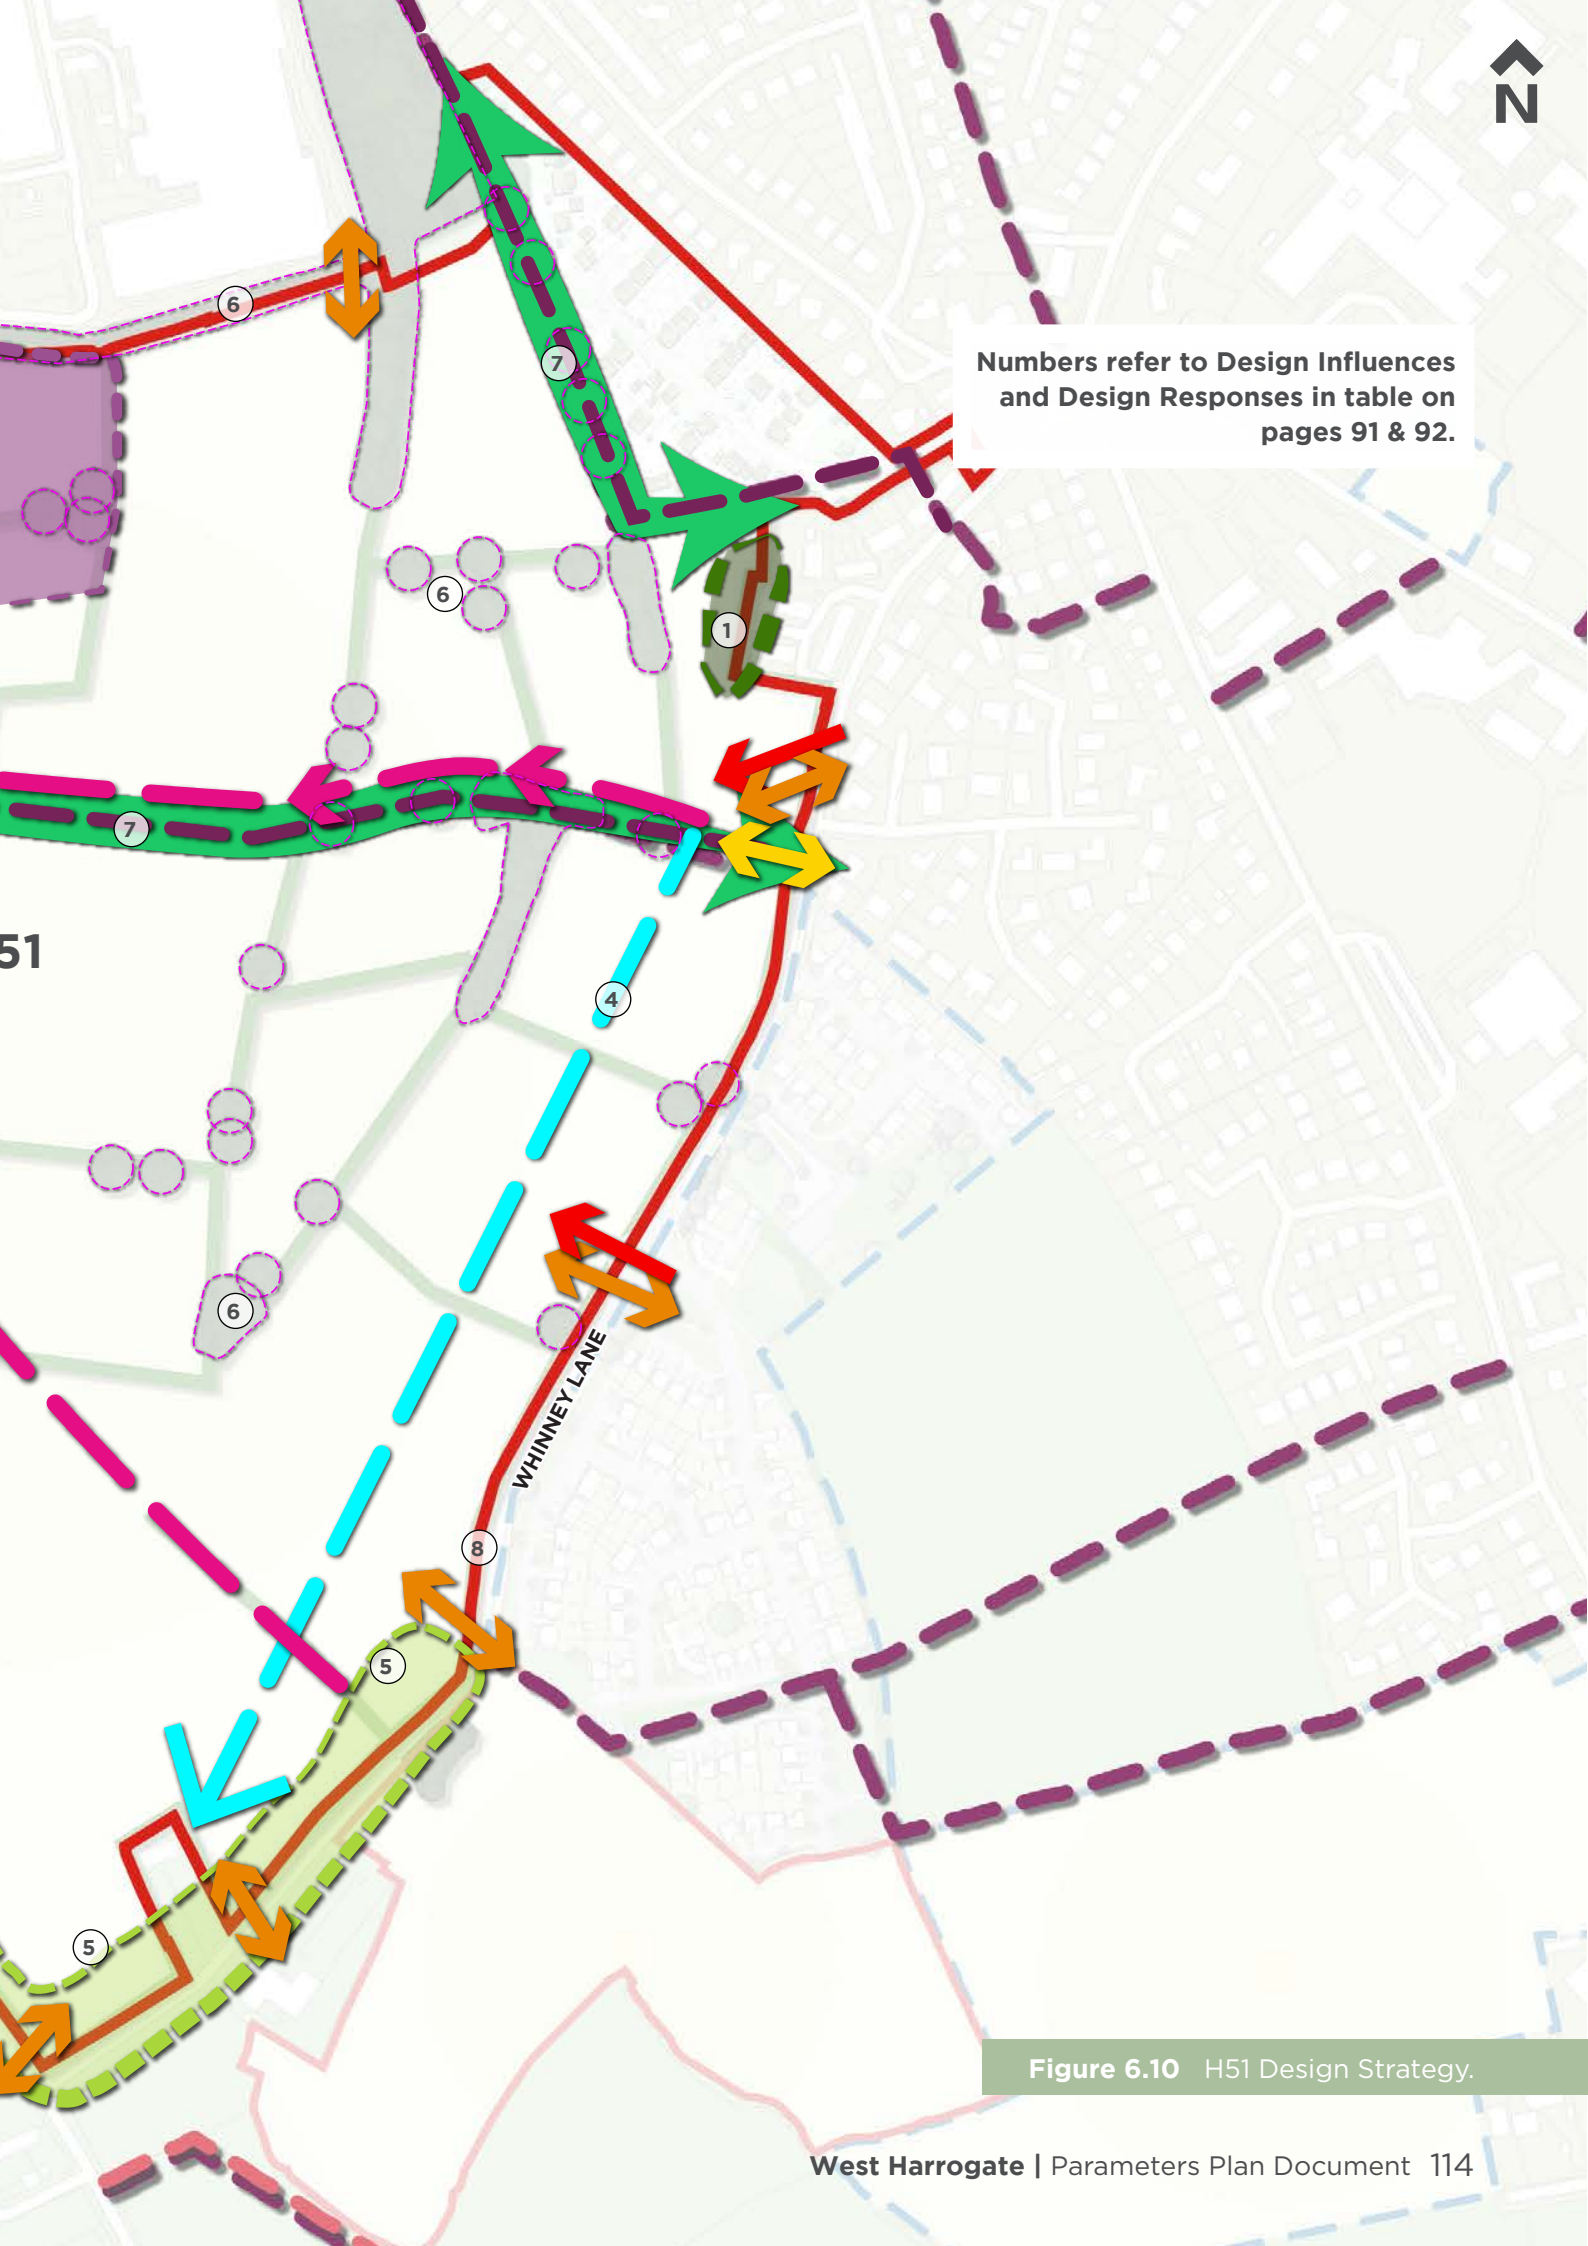 N
6
7
Numbers refer to Design Influences
and Design Responses in table on
pages 91 & 92.
6
1
7
51
4
6
WHINNEY LANE
8
5
5
Figure 6.10 H51 Design Strategy.
West Harrogate | Parameters Plan Document 114